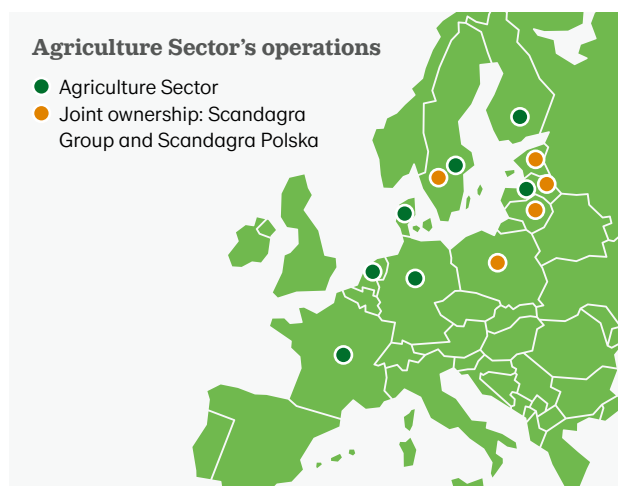 Agriculture Sector's operations
Agriculture Sector
Joint ownership: Scandagra
Group and Scandagra Polska